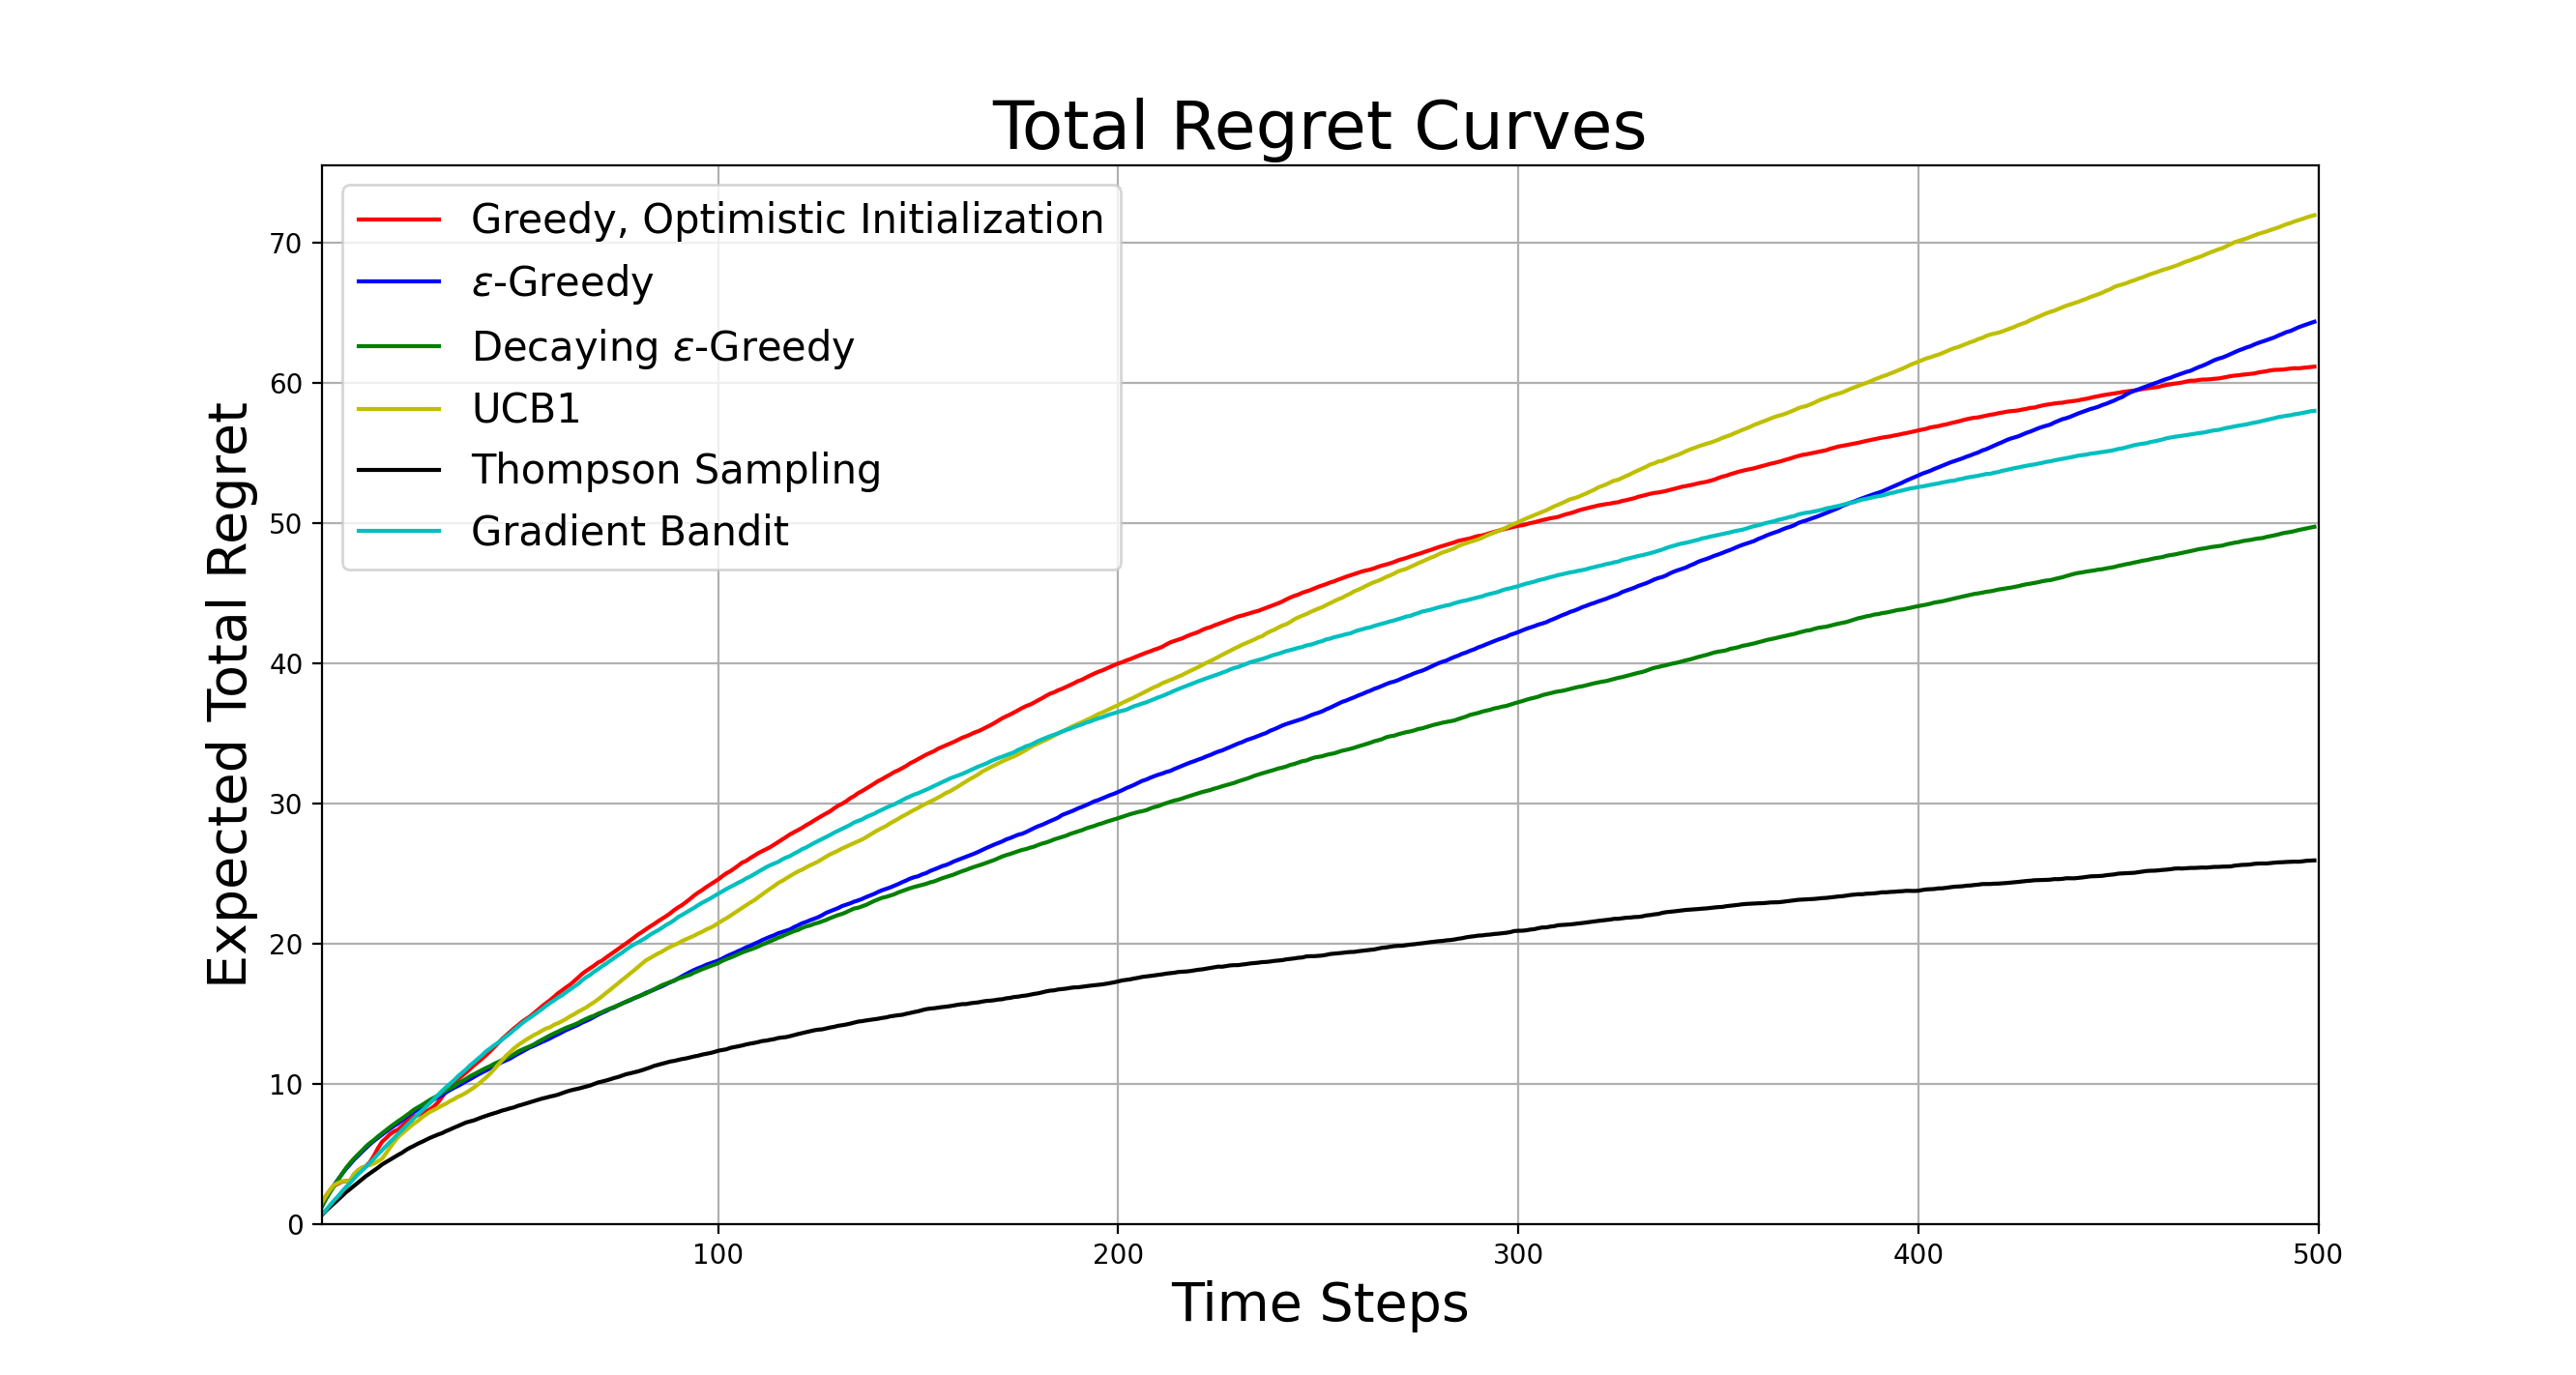 Total Regret Curves
Greedy, Optimistic Initialization
ε-Greedy
Decaying ε-Greedy
UCB1
Thompson Sampling
Gradient Bandit
Expected Total Regret
70
60
50
40
30
20
10
0
100 200 300 400 500
Time Steps